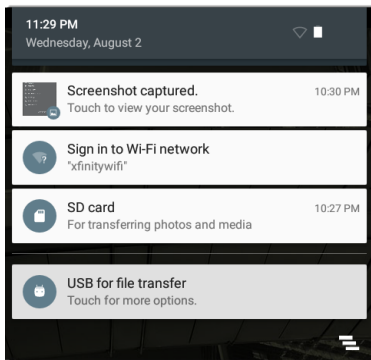 11:29 PM
Wednesday, August 2
Screenshot captured. 10:30 PM
Touch to view your screenshot.
Sign in to Wi-Fi network
"xfinitywifi"
SD card 10:27 PM
For transferring photos and media
USB for file transfer
Touch for more options.